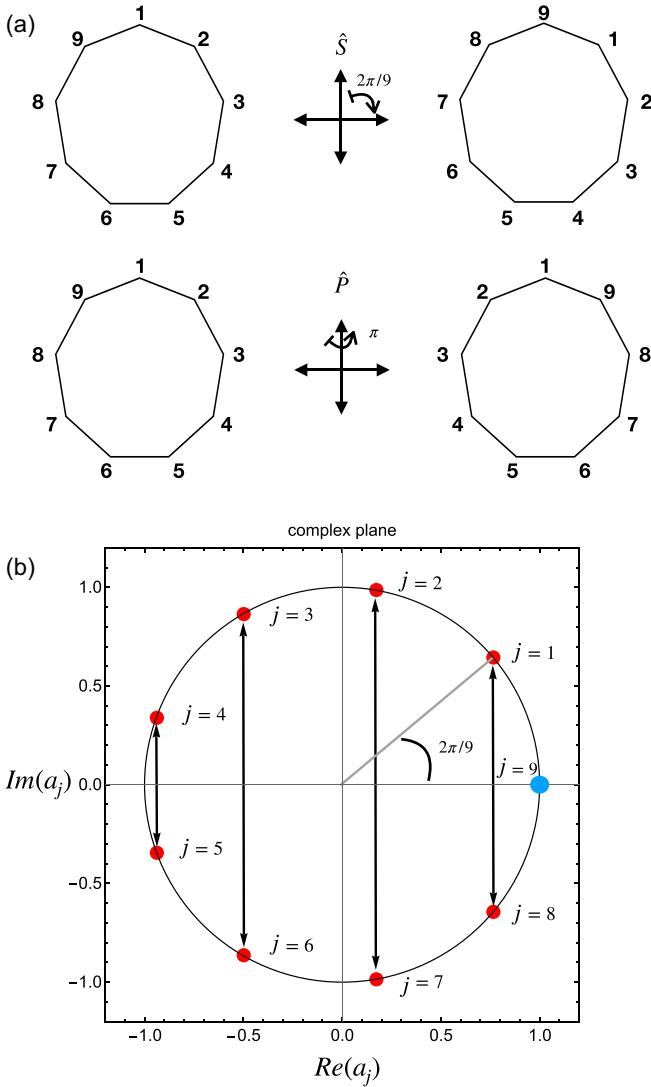 (a)
1
9 2
8 3
7 4
6 5
Ŝ
2π/9
9
8 1
7 2
6 3
5 4
1
9 2
8 3
7 4
6 5
P̂
π
1
2 9
3 8
4 7
5 6
(b)
complex plane
1.0
0.5
0.0
−0.5
−1.0
Im(aⱼ)
j = 2
j = 3
j = 1
j = 4
2π/9
j = 9
j = 5
j = 8
j = 6
j = 7
−1.0 −0.5 0.0 0.5 1.0
Re(aⱼ)